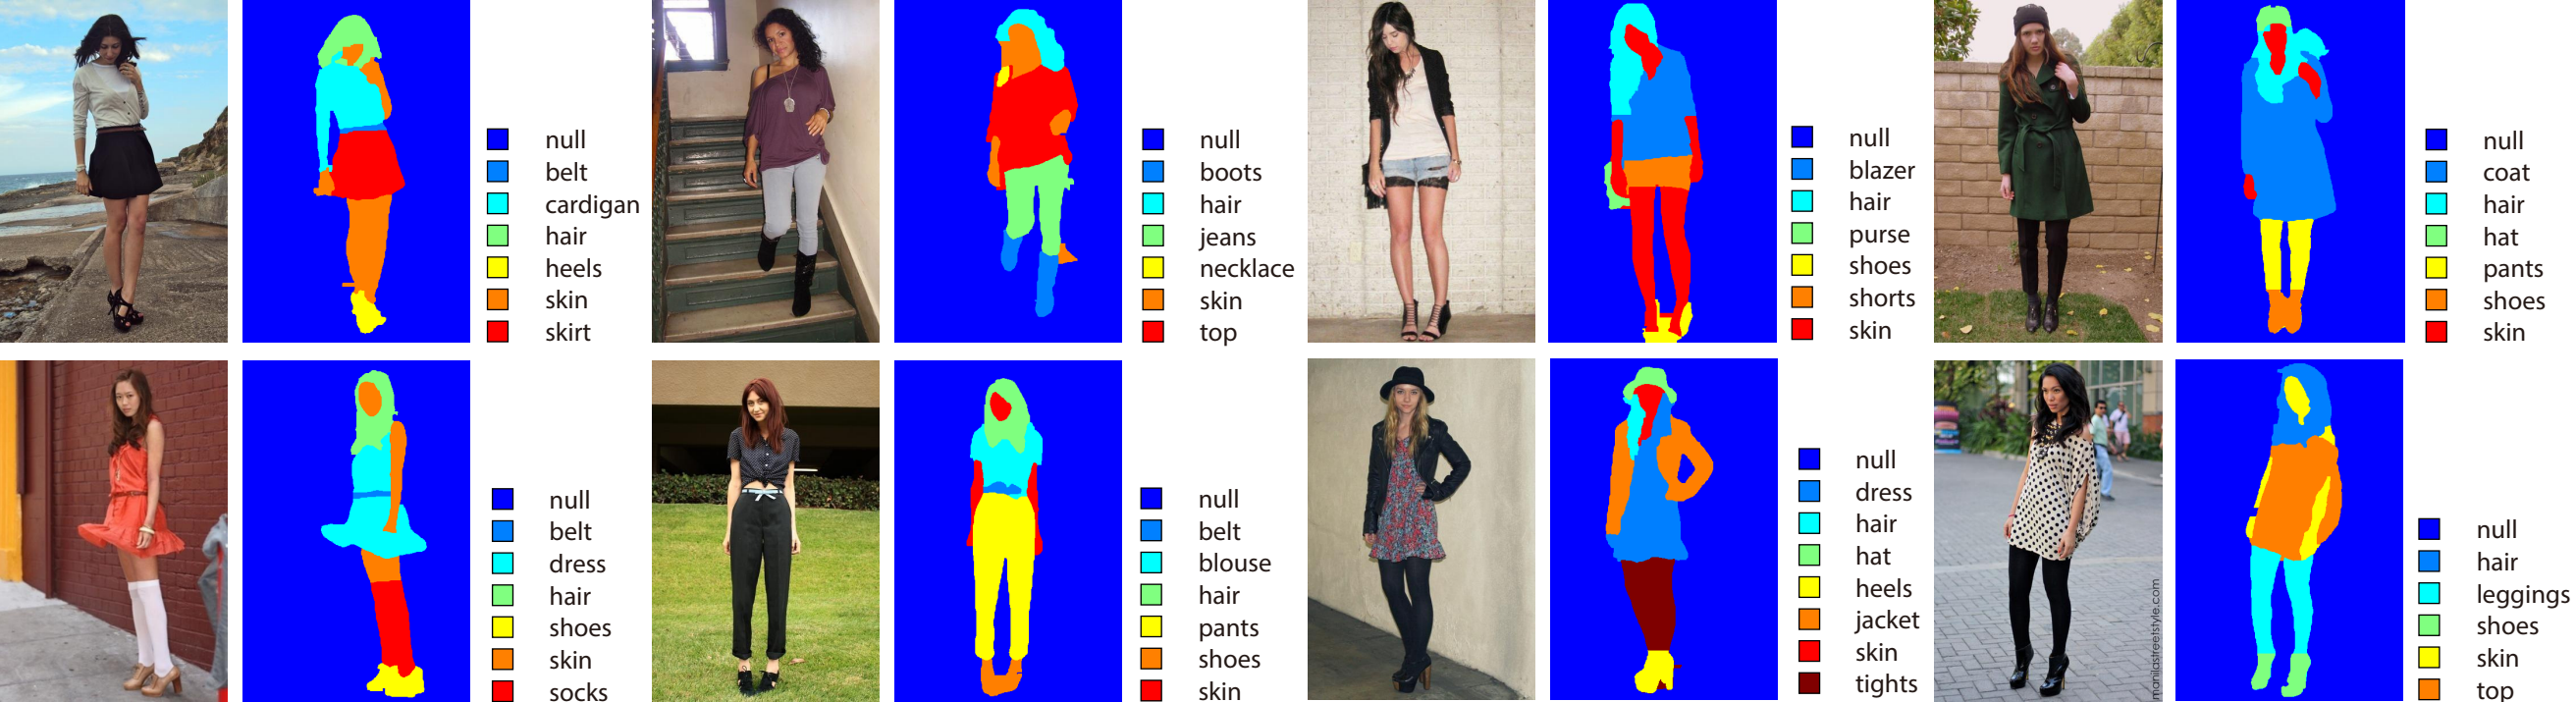 null
belt
cardigan
hair
heels
skin
skirt
null
boots
hair
jeans
necklace
skin
top
null
blazer
hair
purse
shoes
shorts
skin
null
coat
hair
hat
pants
shoes
skin
null
belt
dress
hair
shoes
skin
socks
null
belt
blouse
hair
pants
shoes
skin
null
dress
hair
hat
heels
jacket
skin
tights
manilastreetstyle.com
null
hair
leggings
shoes
skin
top